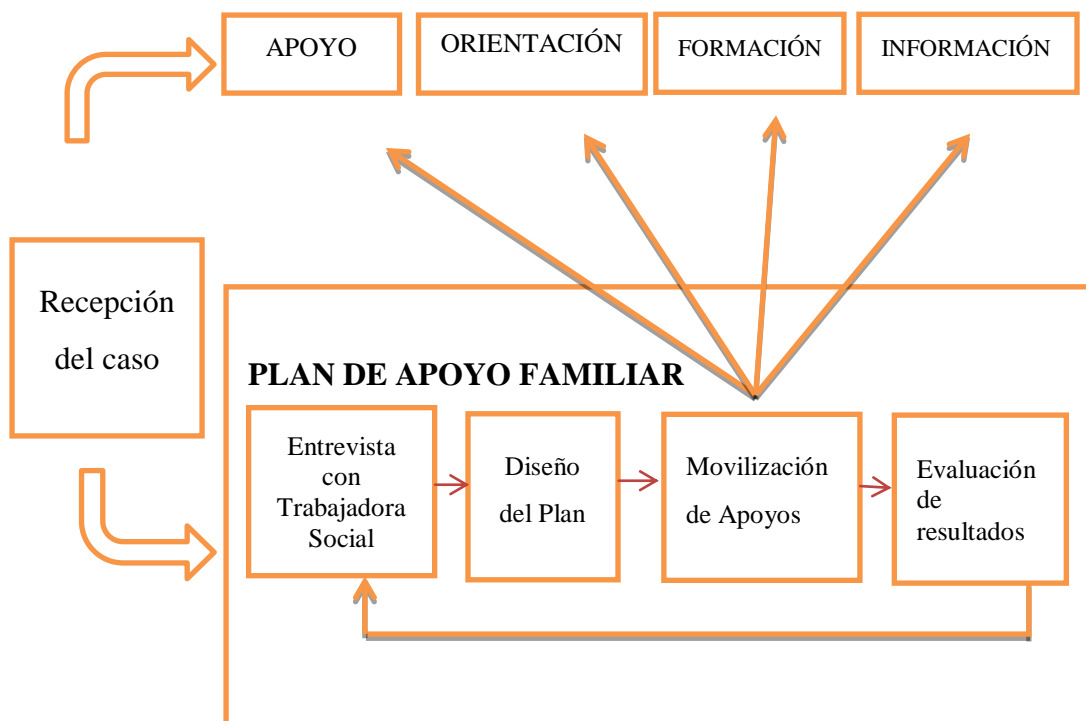 APOYO
ORIENTACIÓN
FORMACIÓN
INFORMACIÓN
Recepción
del caso
PLAN DE APOYO FAMILIAR
Entrevista
con
Trabajadora
Social
Diseño
del Plan
Movilización
de Apoyos
Evaluación
de
resultados